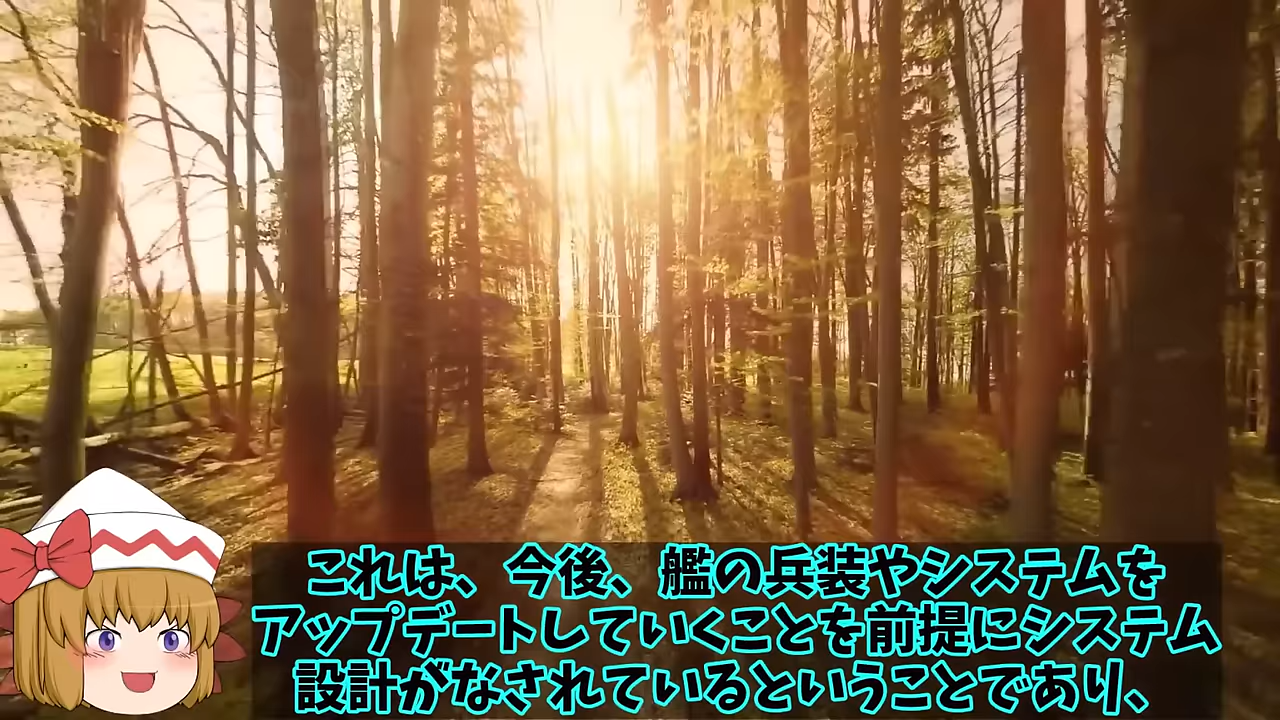 これは、今後、艦の兵装やシステムを
アップデートしていくことを前提にシステム
設計がなされているということであり、